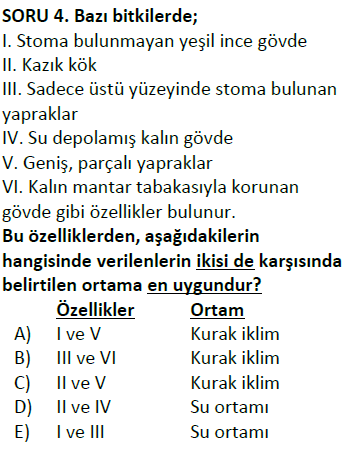 SORU 4. Bazı bitkilerde;
I. Stoma bulunmayan yeşil ince gövde
II. Kazık kök
III. Sadece üstü yüzeyinde stoma bulunan
yapraklar
IV. Su depolamış kalın gövde
V. Geniş, parçalı yapraklar
VI. Kalın mantar tabakasıyla korunan
gövde gibi özellikler bulunur.
Bu özelliklerden, aşağıdakilerin
hangisinde verilenlerin ikisi de karşısında
belirtilen ortama en uygundur?
Özellikler Ortam
A) I ve V Kurak iklim
B) III ve VI Kurak iklim
C) II ve V Kurak iklim
D) II ve IV Su ortamı
E) I ve III Su ortamı